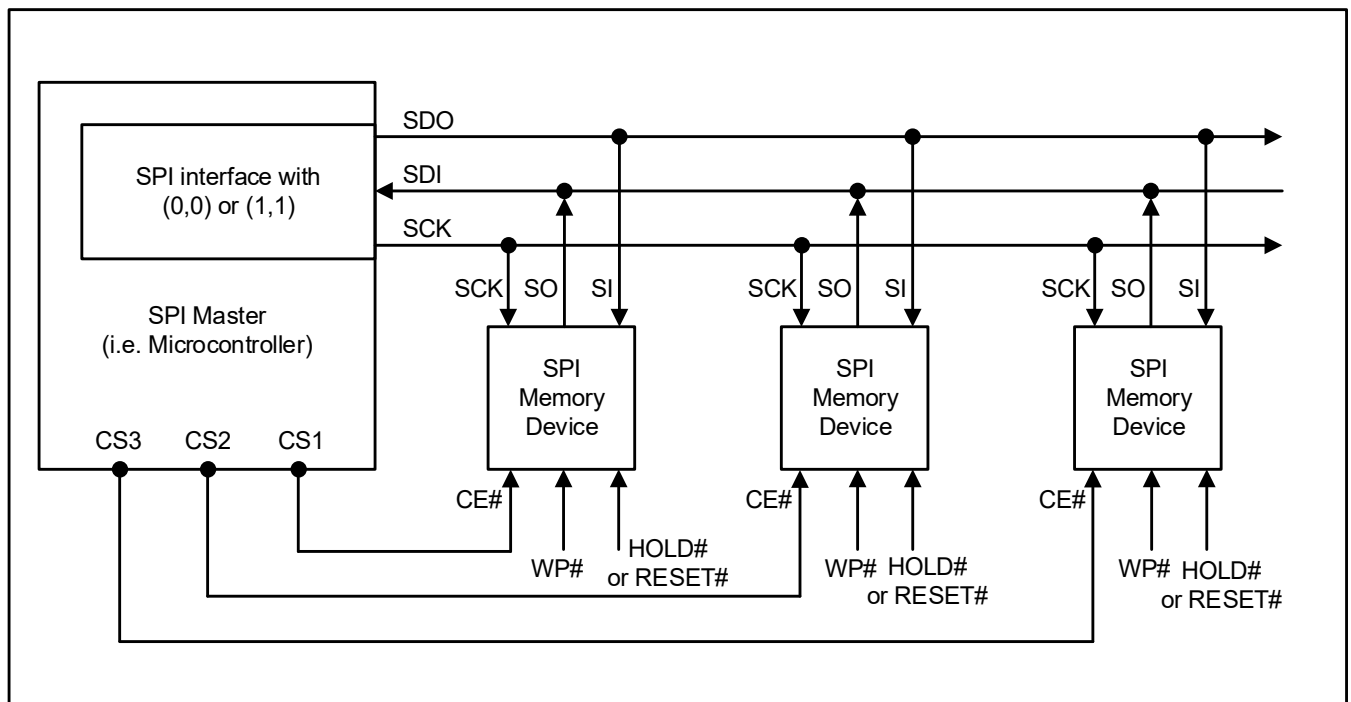 SDO
SPI interface with
(0,0) or (1,1)
SDI
SCK
SPI Master
(i.e. Microcontroller)
CS3 CS2 CS1
SCK SO SI
SPI
Memory
Device
CE#
WP#
HOLD#
or RESET#
SCK SO SI
SPI
Memory
Device
CE#
WP#
HOLD#
or RESET#
SCK SO SI
SPI
Memory
Device
CE#
WP#
HOLD#
or RESET#